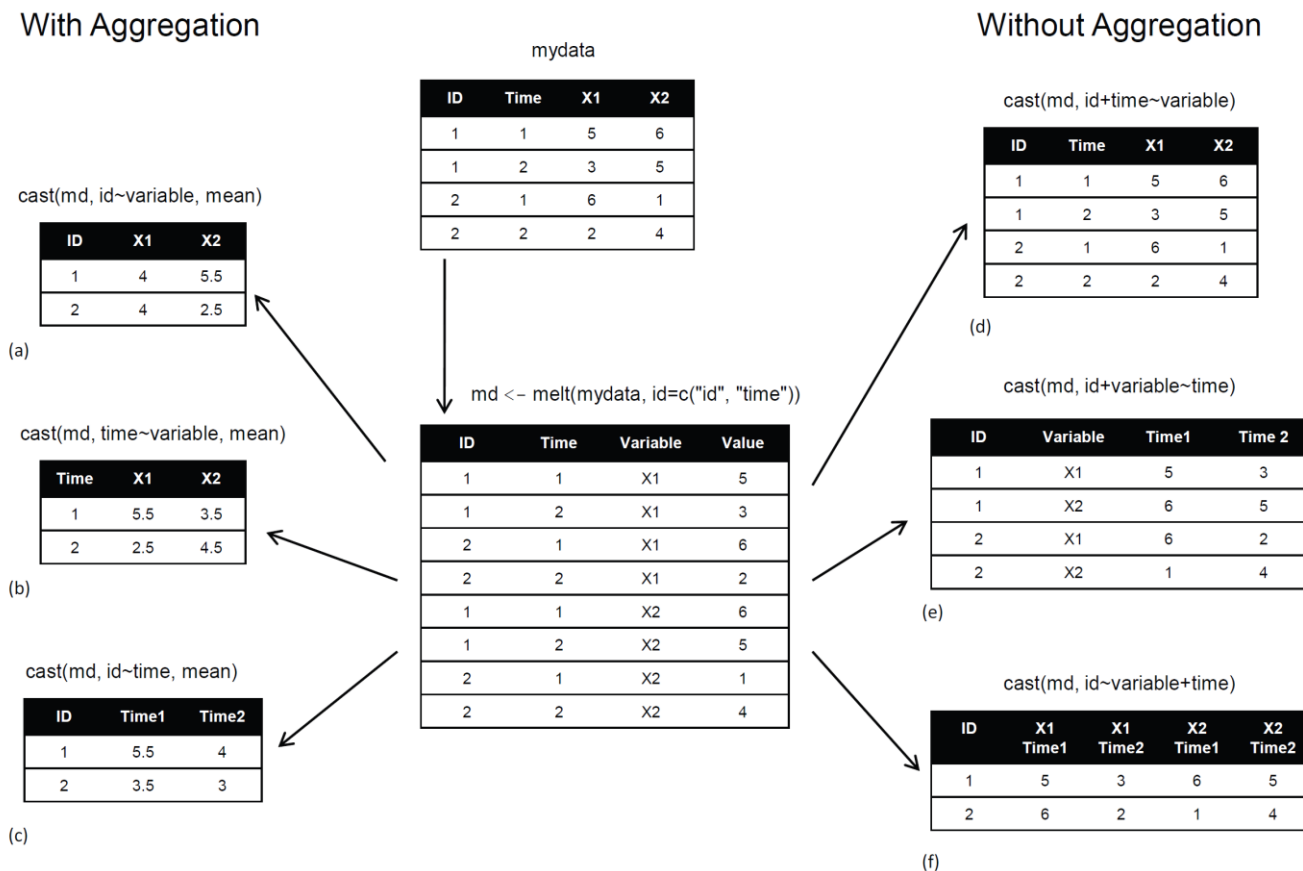 With Aggregation
Without Aggregation
mydata
ID Time X1 X2
1 1 5 6
1 2 3 5
2 1 6 1
2 2 2 4
cast(md, id~variable, mean)
ID X1 X2
1 4 5.5
2 4 2.5
(a)
cast(md, time~variable, mean)
Time X1 X2
1 5.5 3.5
2 2.5 4.5
(b)
cast(md, id~time, mean)
ID Time1 Time2
1 5.5 4
2 3.5 3
(c)
md <- melt(mydata, id=c("id", "time"))
ID Time Variable Value
1 1 X1 5
1 2 X1 3
2 1 X1 6
2 2 X1 2
1 1 X2 6
1 2 X2 5
2 1 X2 1
2 2 X2 4
cast(md, id+time~variable)
ID Time X1 X2
1 1 5 6
1 2 3 5
2 1 6 1
2 2 2 4
(d)
cast(md, id+variable~time)
ID Variable Time1 Time 2
1 X1 5 3
1 X2 6 5
2 X1 6 2
2 X2 1 4
(e)
cast(md, id~variable+time)
ID X1 X1 X2 X2
Time1 Time2 Time1 Time2
1 5 3 6 5
2 6 2 1 4
(f)